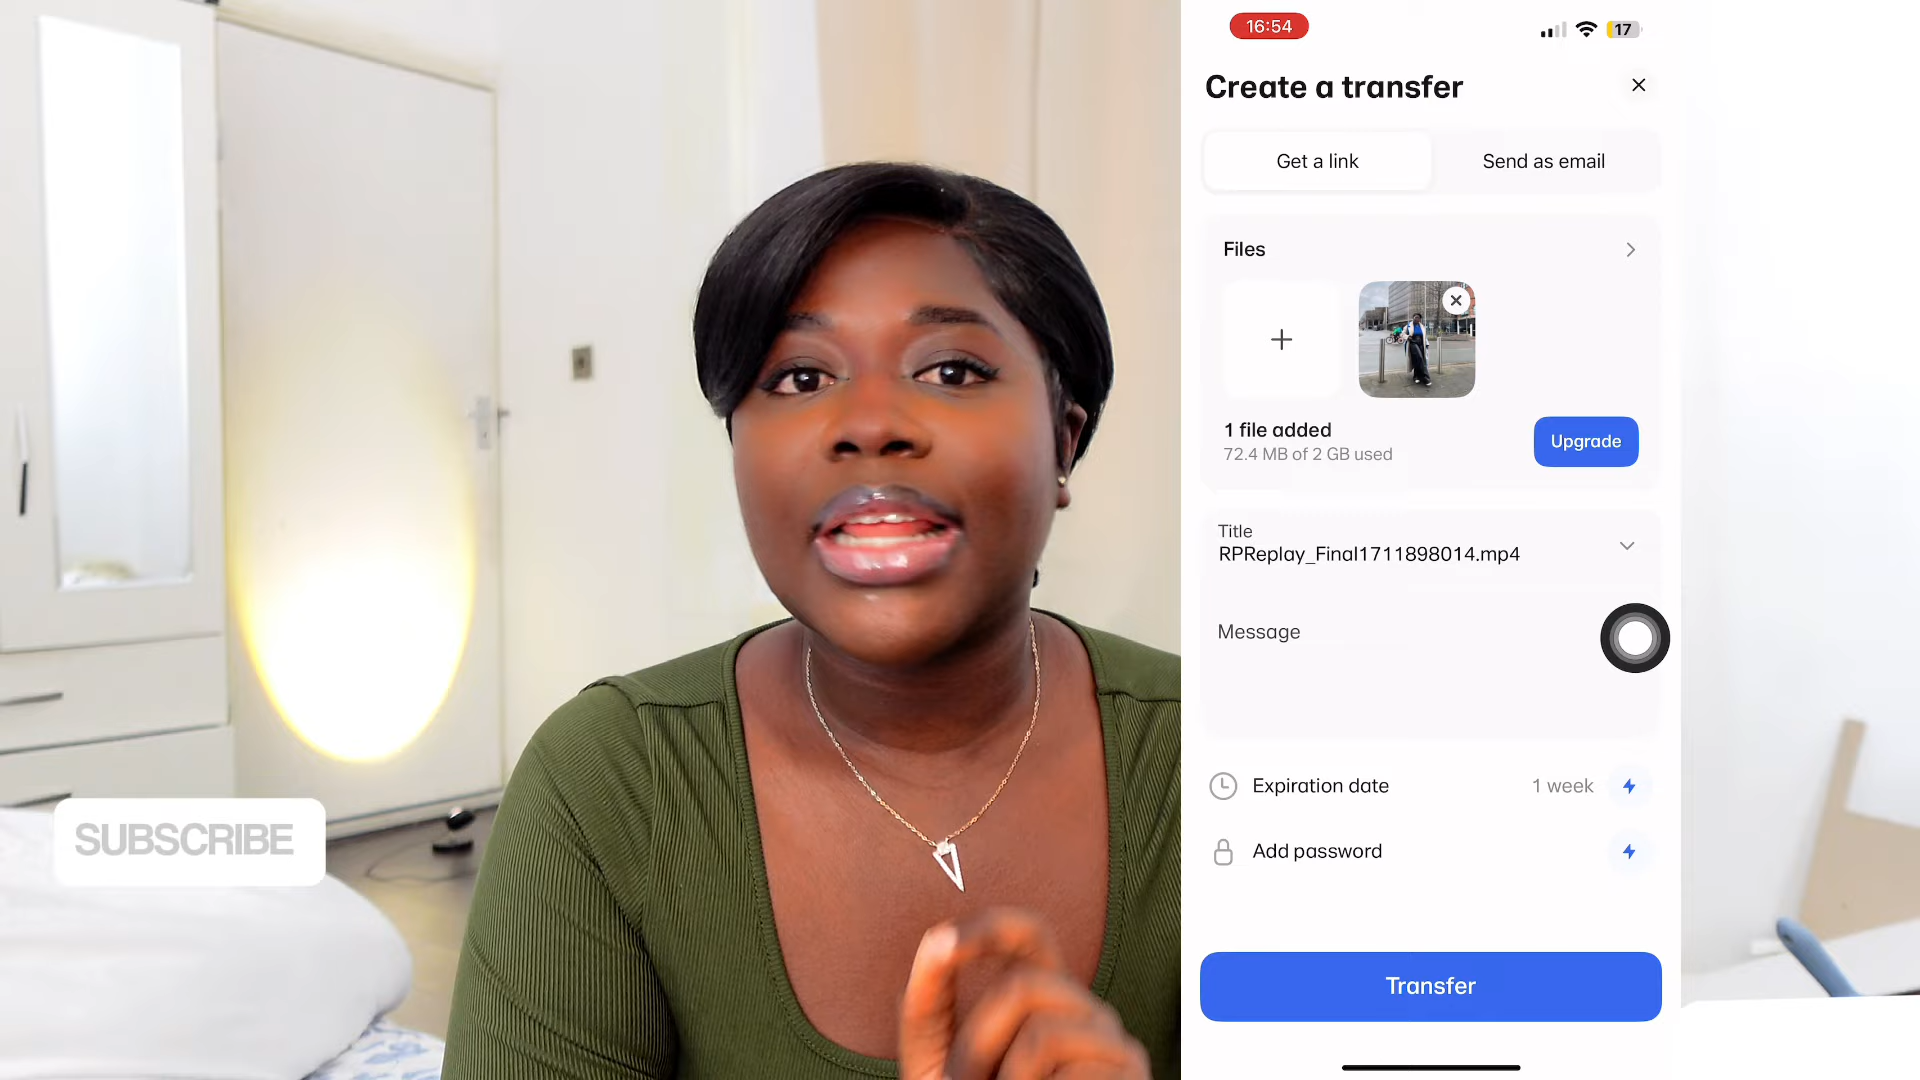 SUBSCRIBE
16:54
17
Create a transfer
Get a link
Send as email
Files
1 file added
72.4 MB of 2 GB used
Upgrade
Title
RPReplay_Final1711898014.mp4
Message
Expiration date
1 week
Add password
Transfer